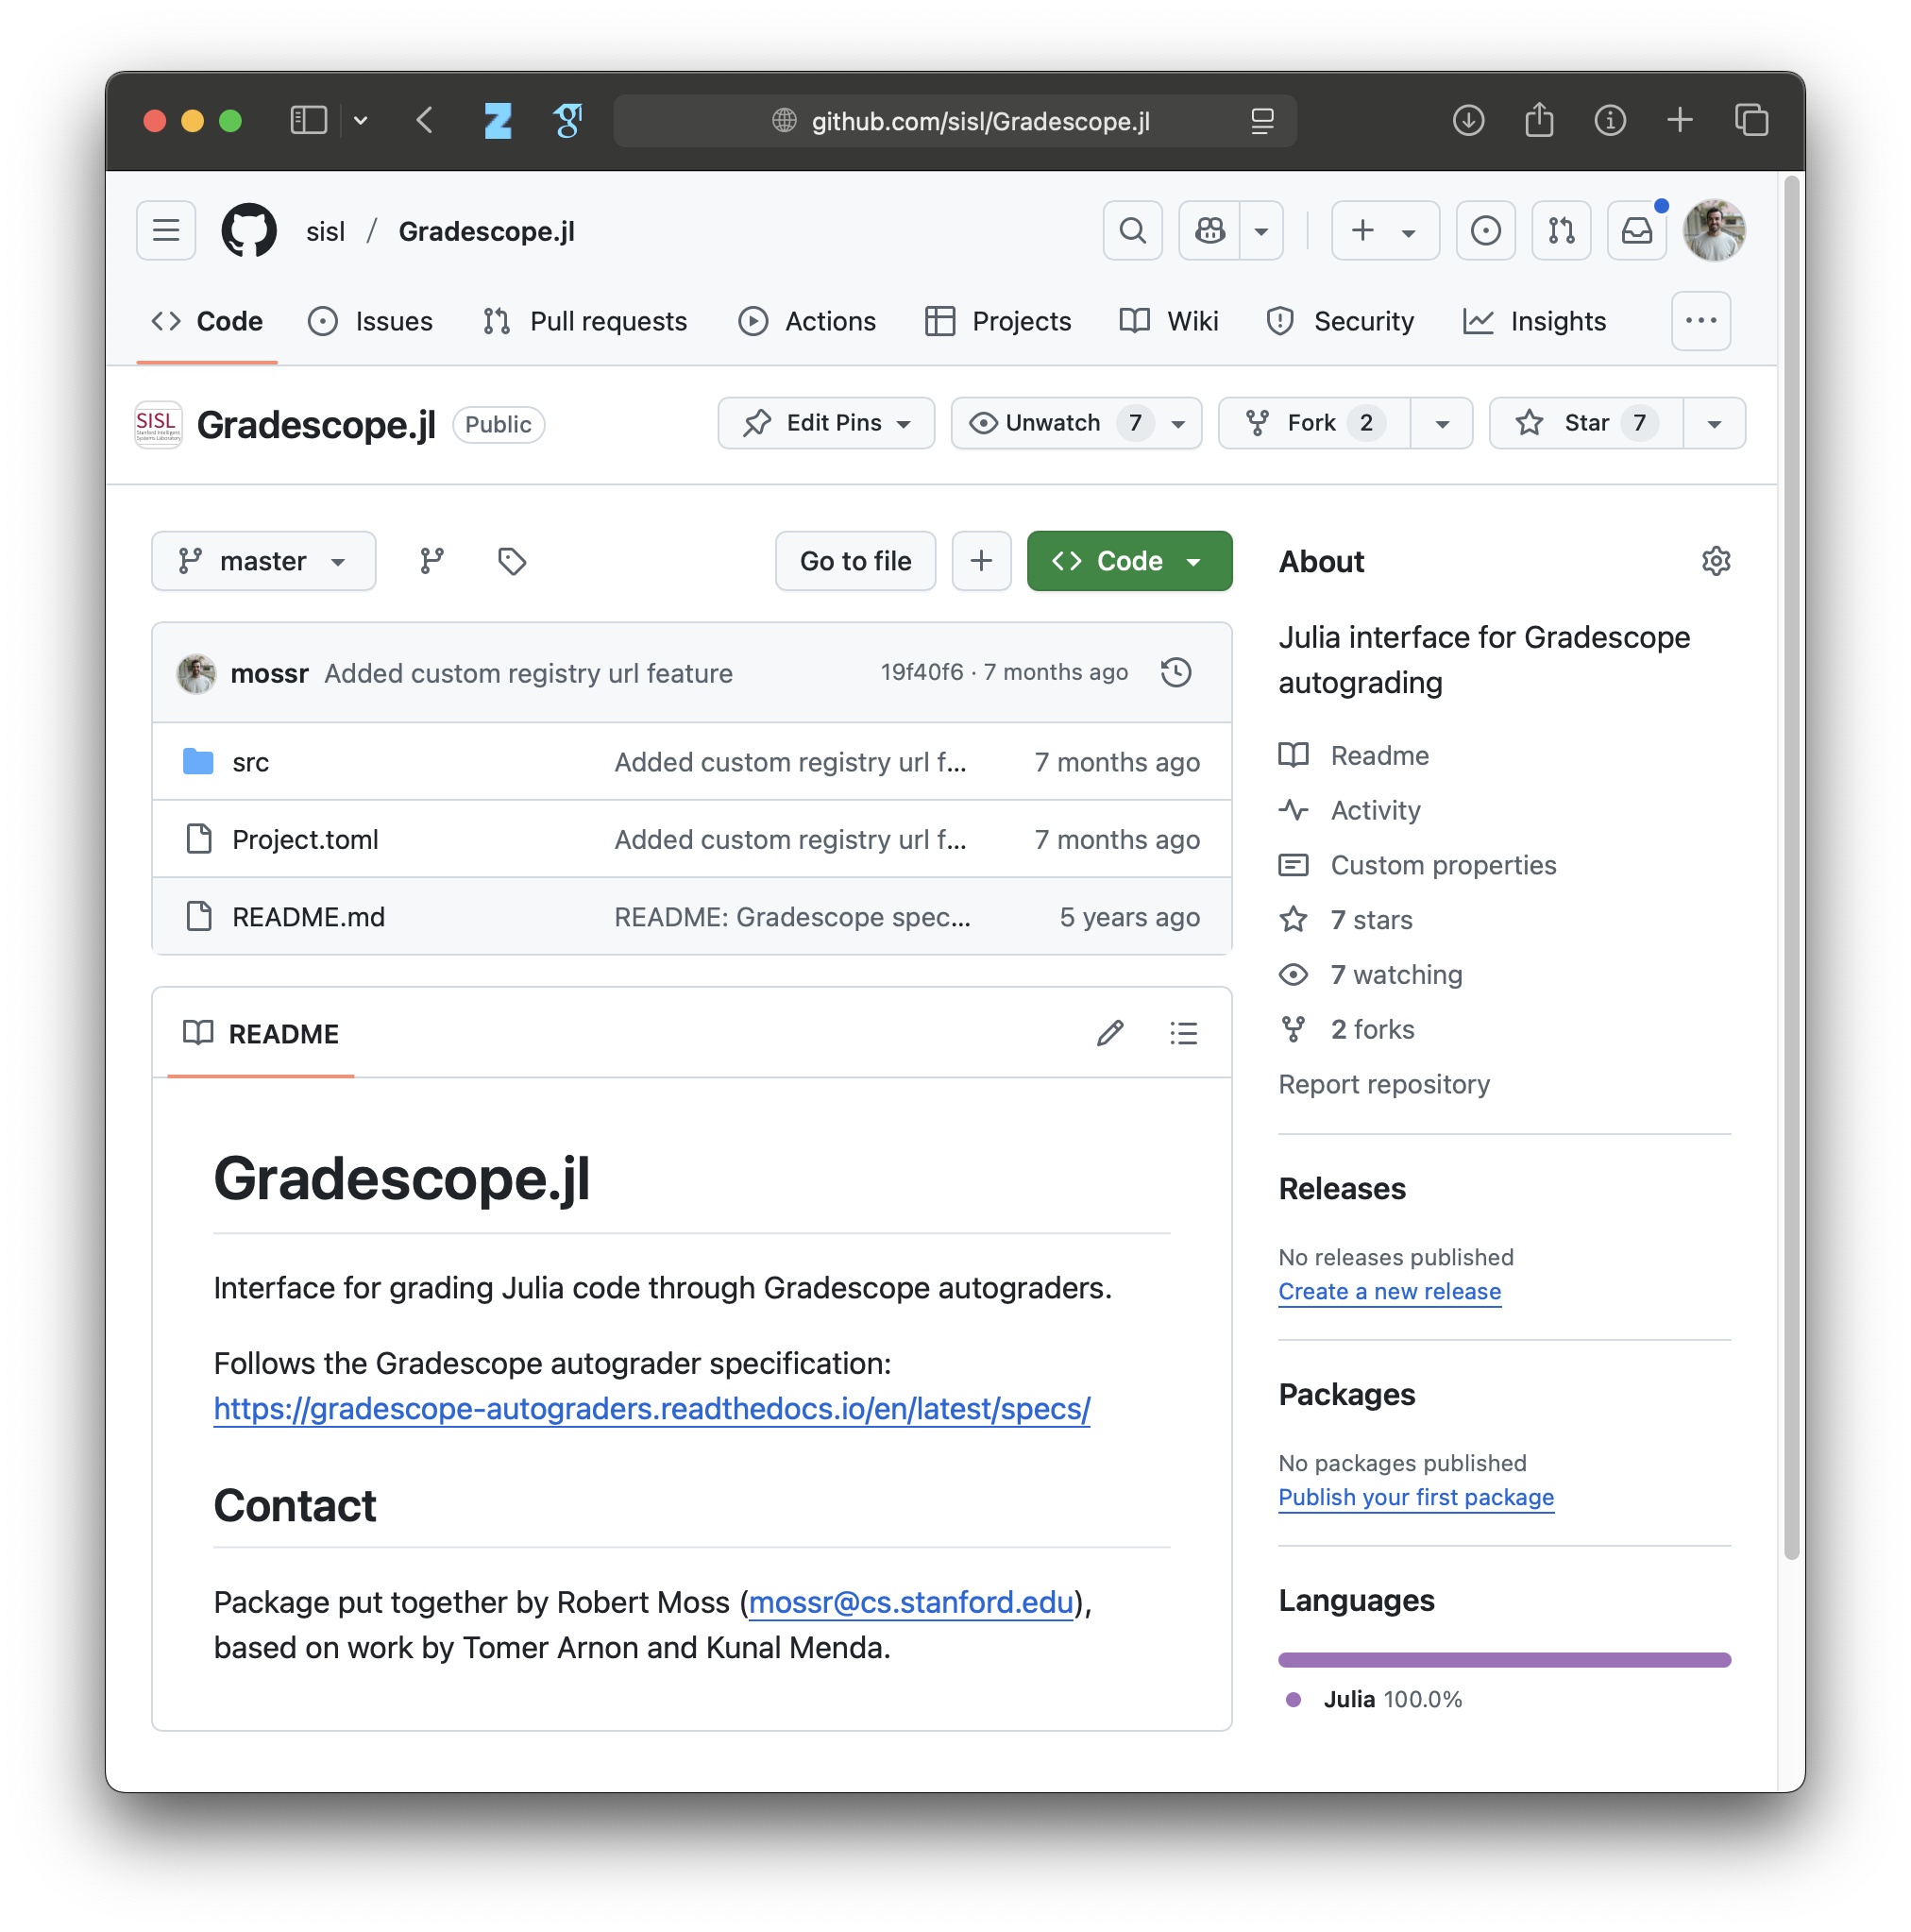 github.com/sisl/Gradescope.jl
sisl / Gradescope.jl
Code Issues Pull requests Actions Projects Wiki Security Insights
SISL
Stanford Intelligent
Systems Laboratory
Gradescope.jl Public Edit Pins Unwatch 7 Fork 2 Star 7
master Go to file Code
mossr Added custom registry url feature 19f40f6 · 7 months ago
src Added custom registry url f... 7 months ago
Project.toml Added custom registry url f... 7 months ago
README.md README: Gradescope spec... 5 years ago
README
Gradescope.jl
Interface for grading Julia code through Gradescope autograders.
Follows the Gradescope autograder specification:
https://gradescope-autograders.readthedocs.io/en/latest/specs/
Contact
Package put together by Robert Moss (mossr@cs.stanford.edu),
based on work by Tomer Arnon and Kunal Menda.
About
Julia interface for Gradescope
autograding
Readme
Activity
Custom properties
7 stars
7 watching
2 forks
Report repository
Releases
No releases published
Create a new release
Packages
No packages published
Publish your first package
Languages
Julia 100.0%